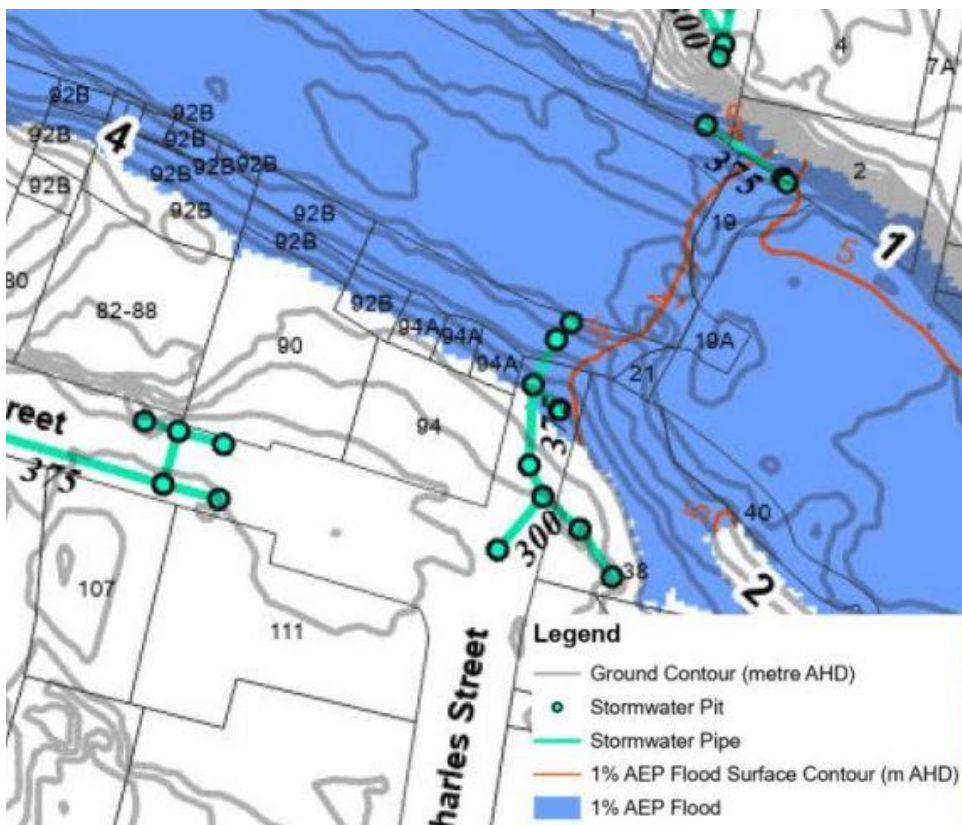 300
4
7A
92B
92B
92B
92B
4
92B
92B
92B
92B
92B
375
2
92B
19
92B
1
5
80
92B
82-88
94A
94A
90
94A
19A
21
94
reet
375
300
40
38
2
107
111
Charles Street
Legend
Ground Contour (metre AHD)
Stormwater Pit
Stormwater Pipe
1% AEP Flood Surface Contour (m AHD)
1% AEP Flood